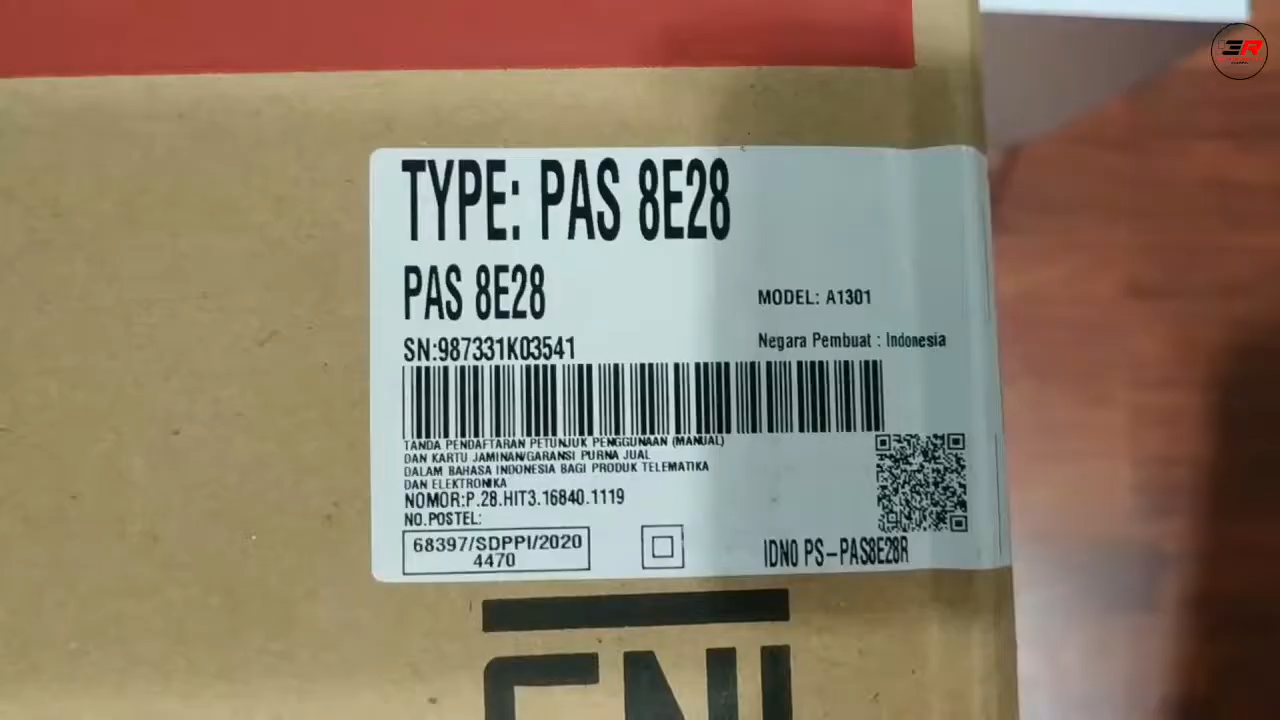 TYPE: PAS 8E28
PAS 8E28
MODEL: A1301
SN:987331K03541
Negara Pembuat : Indonesia
TANDA PENDAFTARAN PETUNJUK PENGGUNAAN (MANUAL)
DAN KARTU JAMINAN/GARANSI PURNA JUAL
DALAM BAHASA INDONESIA BAGI PRODUK TELEMATIKA
DAN ELEKTRONIKA
NOMOR:P.28.HIT3.16840.1119
NO.POSTEL:
68397/SDPPI/2020
4470
IDNO PS-PAS8E28R